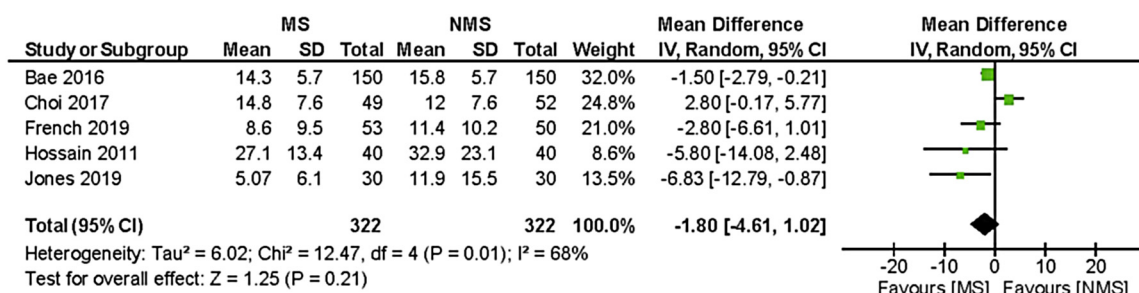 MS NMS Mean Difference Mean Difference
Study or Subgroup Mean SD Total Mean SD Total Weight IV, Random, 95% CI IV, Random, 95% CI
Bae 2016 14.3 5.7 150 15.8 5.7 150 32.0% -1.50 [-2.79, -0.21]
Choi 2017 14.8 7.6 49 12 7.6 52 24.8% 2.80 [-0.17, 5.77]
French 2019 8.6 9.5 53 11.4 10.2 50 21.0% -2.80 [-6.61, 1.01]
Hossain 2011 27.1 13.4 40 32.9 23.1 40 8.6% -5.80 [-14.08, 2.48]
Jones 2019 5.07 6.1 30 11.9 15.5 30 13.5% -6.83 [-12.79, -0.87]
Total (95% CI) 322 322 100.0% -1.80 [-4.61, 1.02]
Heterogeneity: Tau² = 6.02; Chi² = 12.47, df = 4 (P = 0.01); I² = 68%
Test for overall effect: Z = 1.25 (P = 0.21)
-20 -10 0 10 20
Favours [MS] Favours [NMS]